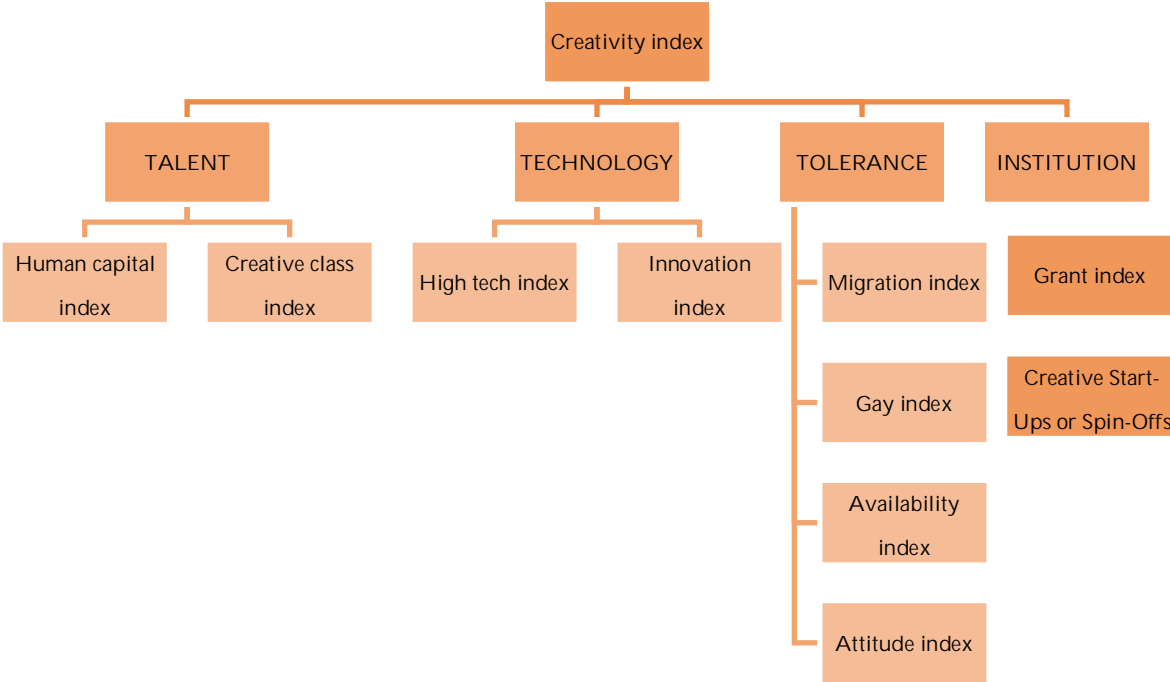 Creativity index
TALENT
TECHNOLOGY
TOLERANCE
INSTITUTION
Human capital
index
Creative class
index
High tech index
Innovation
index
Migration index
Grant index
Gay index
Creative Start-
Ups or Spin-Offs
Availability
index
Attitude index